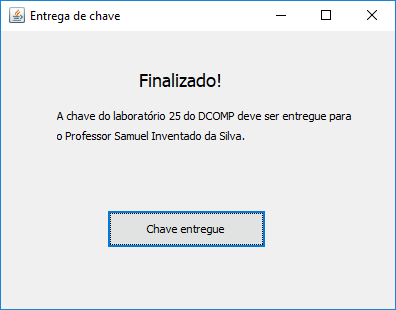 Entrega de chave
Finalizado!
A chave do laboratório 25 do DCOMP deve ser entregue para
o Professor Samuel Inventado da Silva.
Chave entregue